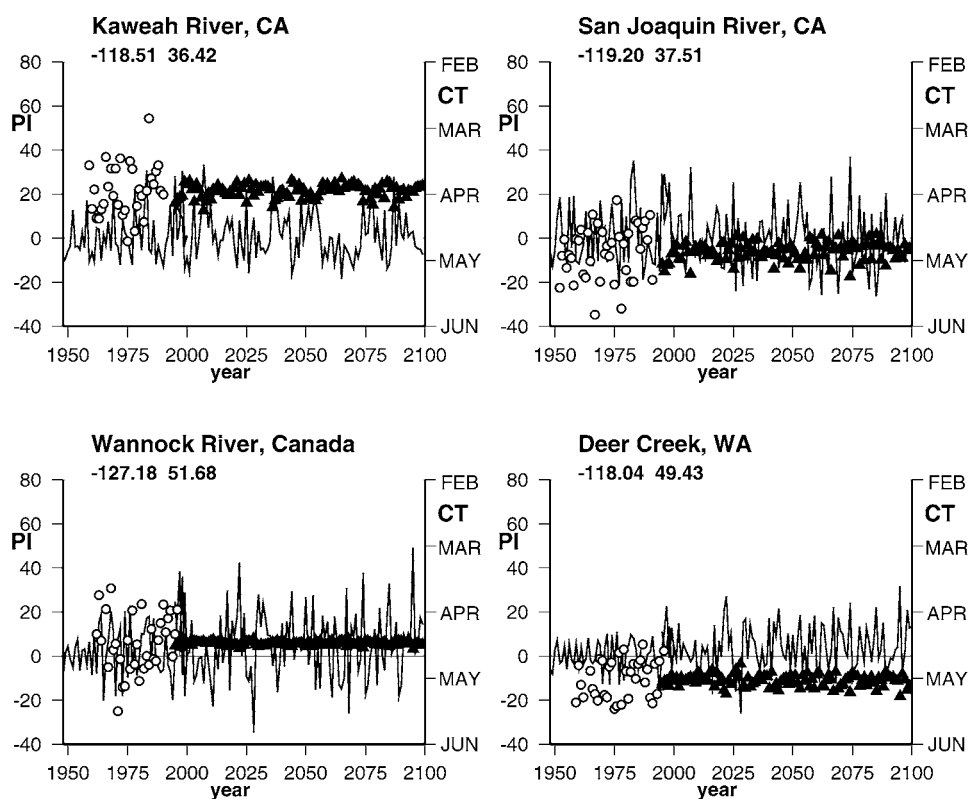 Kaweah River, CA
-118.51 36.42
80 FEB
60 CT
PI MAR
40
20 APR
0
MAY
-20
-40 JUN
1950 1975 2000 2025 2050 2075 2100
year
San Joaquin River, CA
-119.20 37.51
80 FEB
60 CT
PI MAR
40
20 APR
0
MAY
-20
-40 JUN
1950 1975 2000 2025 2050 2075 2100
year
Wannock River, Canada
-127.18 51.68
80 FEB
60 CT
PI MAR
40
20 APR
0
MAY
-20
-40 JUN
1950 1975 2000 2025 2050 2075 2100
year
Deer Creek, WA
-118.04 49.43
80 FEB
60 CT
PI MAR
40
20 APR
0
MAY
-20
-40 JUN
1950 1975 2000 2025 2050 2075 2100
year